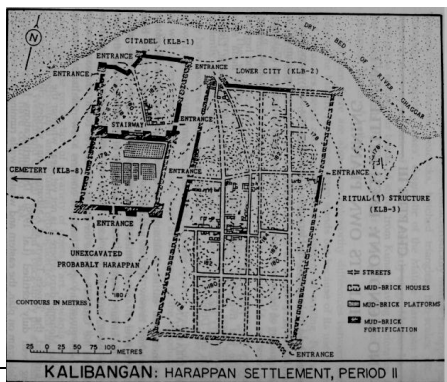 N
CITADEL (KLB-1)
DRY BED OF RIVER GHAGGAR
ENTRANCE
ENTRANCE
ENTRANCE
LOWER CITY (KLB-2)
STAIRWAY
ENTRANCE
ENTRANCE
ENTRANCE
CEMETERY (KLB-8)
RITUAL(?) STRUCTURE
(KLB-3)
ENTRANCE
UNEXCAVATED
PROBABALY HARAPPAN
STREETS
MUD-BRICK HOUSES
MUD-BRICK PLATFORMS
MUD-BRICK
FORTIFICATION
CONTOURS IN METRES
25 0 25 50 75 100
METRES
ENTRANCE
KALIBANGAN: HARAPPAN SETTLEMENT, PERIOD II